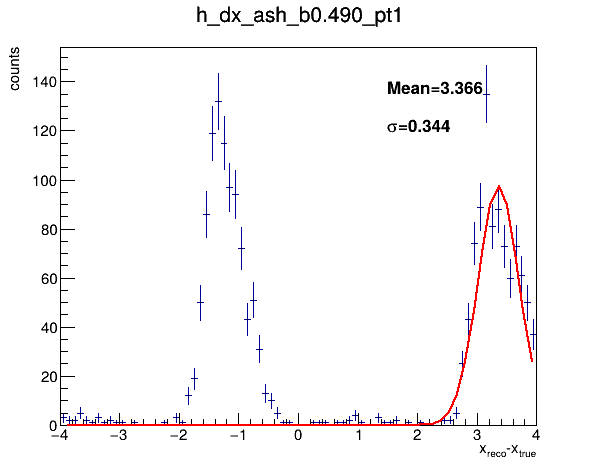 h_dx_ash_b0.490_pt1
counts
140
120
100
80
60
40
20
0
Mean=3.366
σ=0.344
−4 −3 −2 −1 0 1 2 3 4
x_reco-x_true